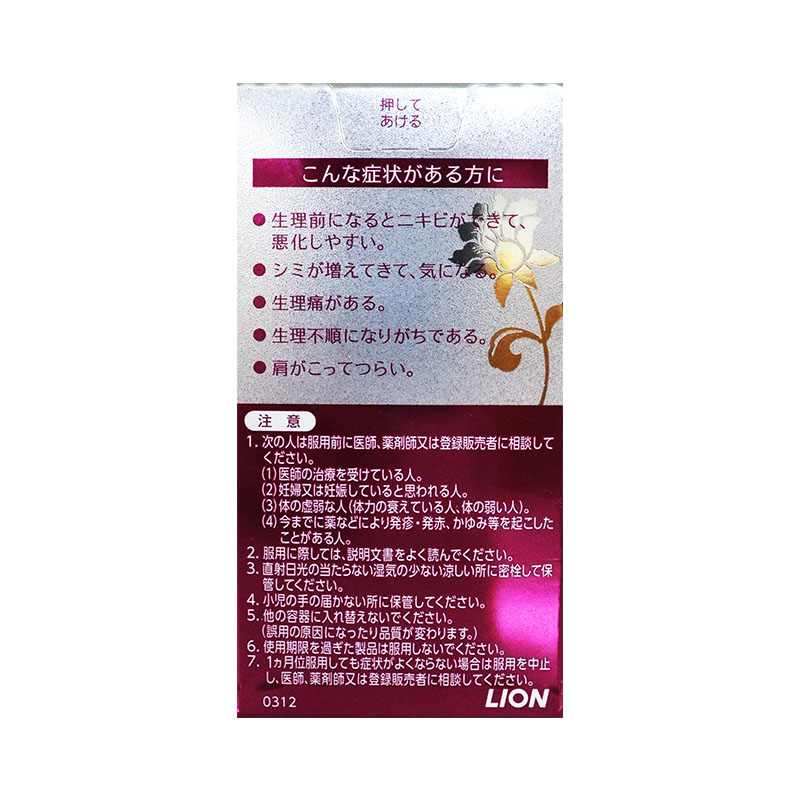 押して
あける
こんな症状がある方に
● 生理前になるとニキビができて、
悪化しやすい。
● シミが増えてきて、気になる。
● 生理痛がある。
● 生理不順になりがちである。
● 肩がこってつらい。
注意
1. 次の人は服用前に医師、薬剤師又は登録販売者に相談して
ください。
(1)医師の治療を受けている人。
(2)妊婦又は妊娠していると思われる人。
(3)体の虚弱な人(体力の衰えている人、体の弱い人)。
(4)今までに薬などにより発疹・発赤、かゆみ等を起こした
ことがある人。
2. 服用に際しては、説明文書をよく読んでください。
3. 直射日光の当たらない湿気の少ない涼しい所に密栓して保
管してください。
4. 小児の手の届かない所に保管してください。
5. 他の容器に入れ替えないでください。
(誤用の原因になったり品質が変わります。)
6. 使用期限を過ぎた製品は服用しないでください。
7. 1ヵ月位服用しても症状がよくならない場合は服用を中止
し、医師、薬剤師又は登録販売者に相談してください。
0312
LION